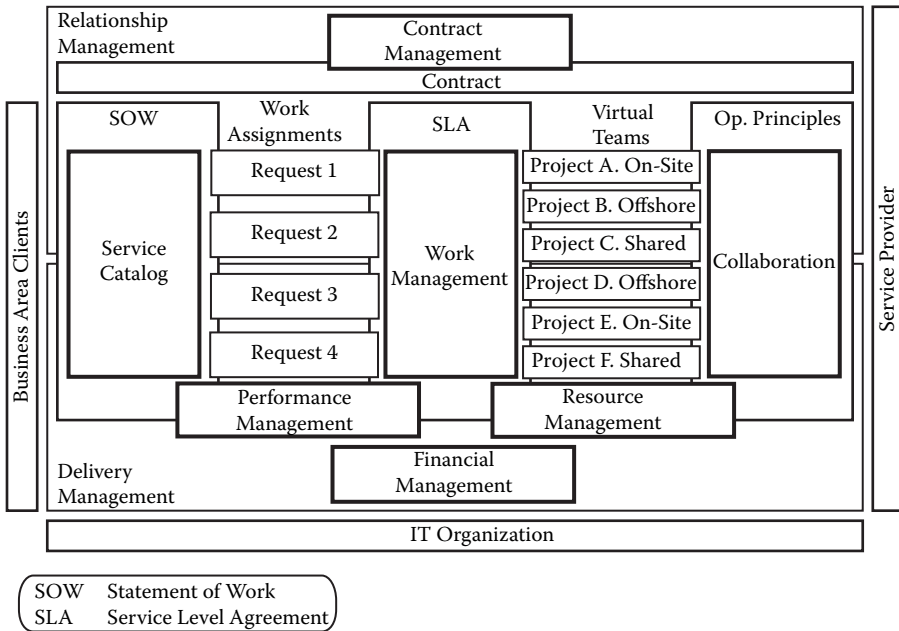 Relationship
Management
Contract
Management
Contract
SOW
Work
Assignments
SLA
Virtual
Teams
Op. Principles
Business Area Clients
Service
Catalog
Request 1
Request 2
Request 3
Request 4
Work
Management
Project A. On-Site
Project B. Offshore
Project C. Shared
Project D. Offshore
Project E. On-Site
Project F. Shared
Collaboration
Service Provider
Performance
Management
Resource
Management
Delivery
Management
Financial
Management
IT Organization
SOW Statement of Work
SLA Service Level Agreement